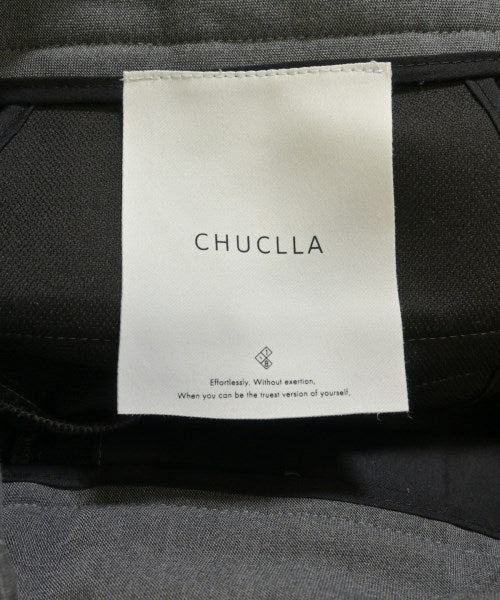 CHUCLLA
Effortlessly. Without exertion.
When you can be the truest version of yourself.